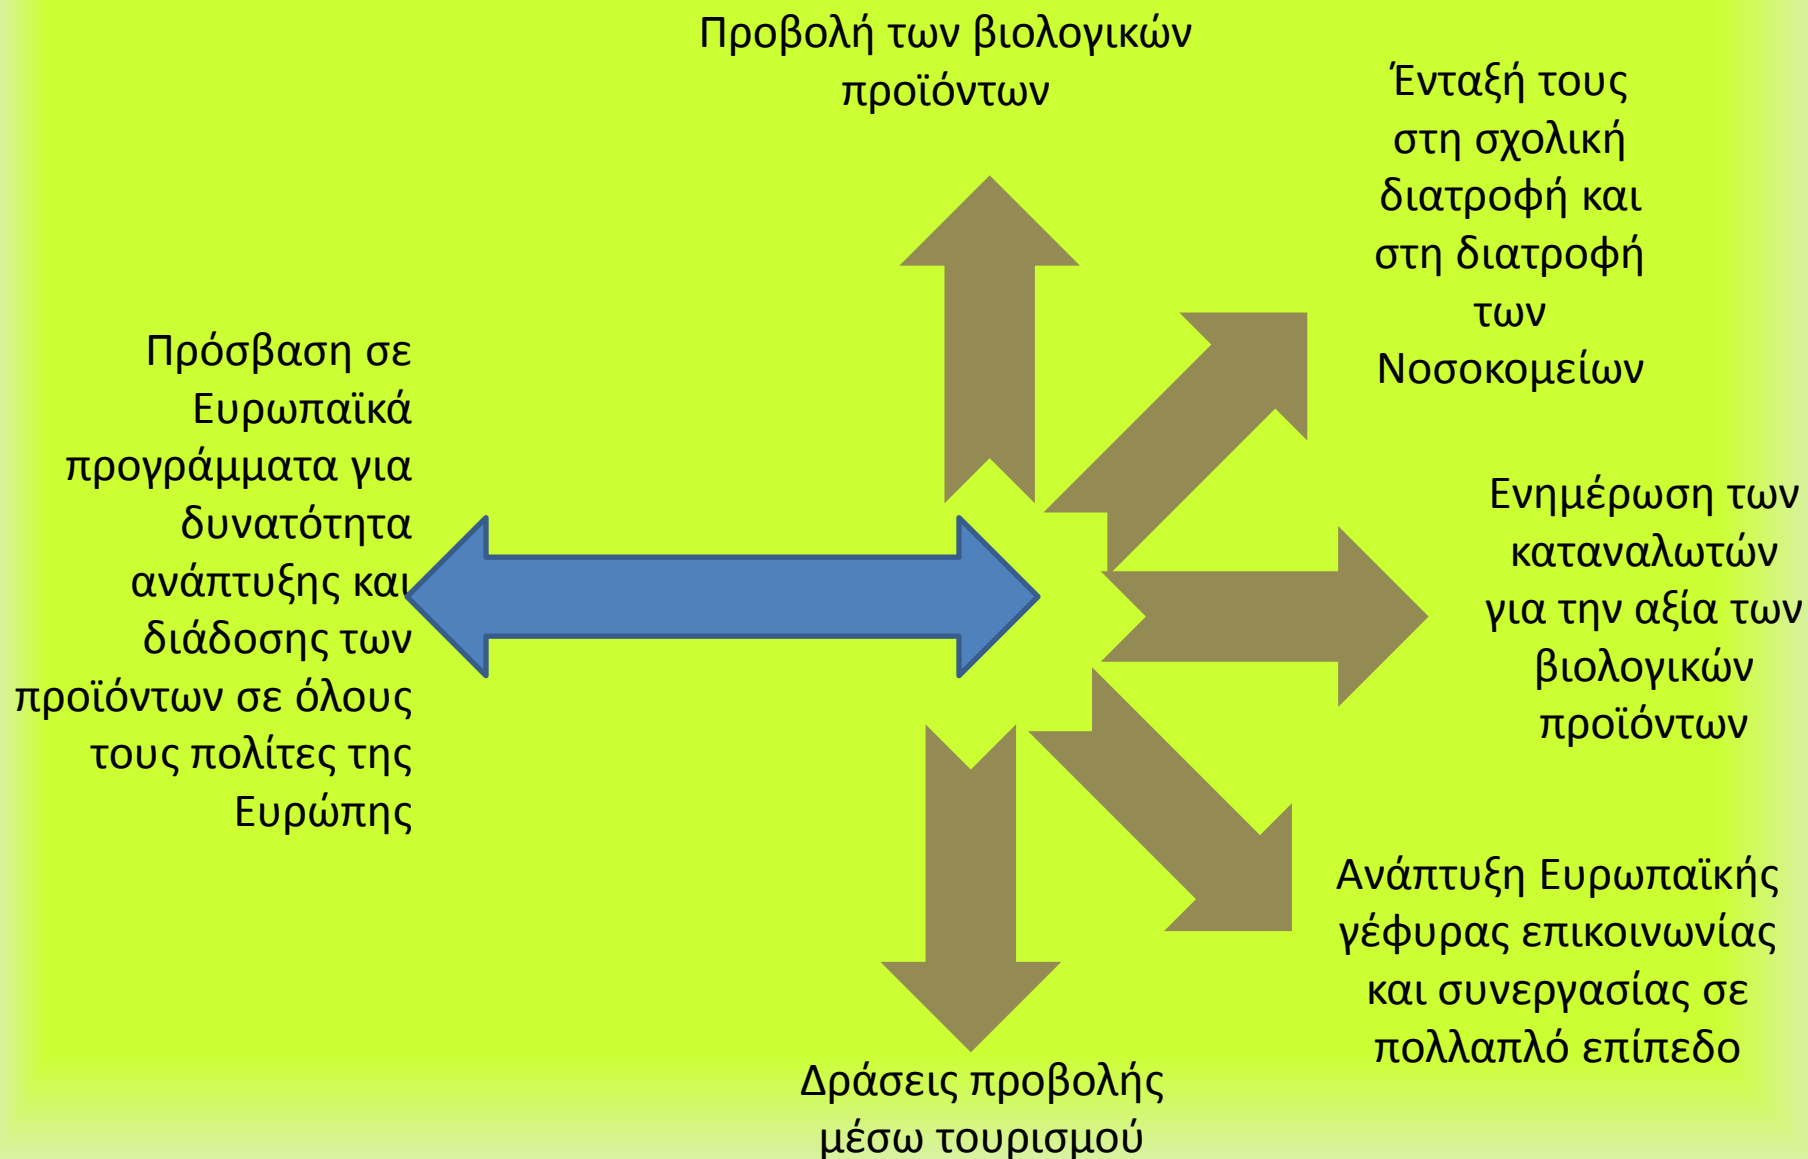 Προβολή των βιολογικών
προϊόντων
Ένταξή τους
στη σχολική
διατροφή και
στη διατροφή
των
Νοσοκομείων
Πρόσβαση σε
Ευρωπαϊκά
προγράμματα για
δυνατότητα
ανάπτυξης και
διάδοσης των
προϊόντων σε όλους
τους πολίτες της
Ευρώπης
Ενημέρωση των
καταναλωτών
για την αξία των
βιολογικών
προϊόντων
Ανάπτυξη Ευρωπαϊκής
γέφυρας επικοινωνίας
και συνεργασίας σε
πολλαπλό επίπεδο
Δράσεις προβολής
μέσω τουρισμού